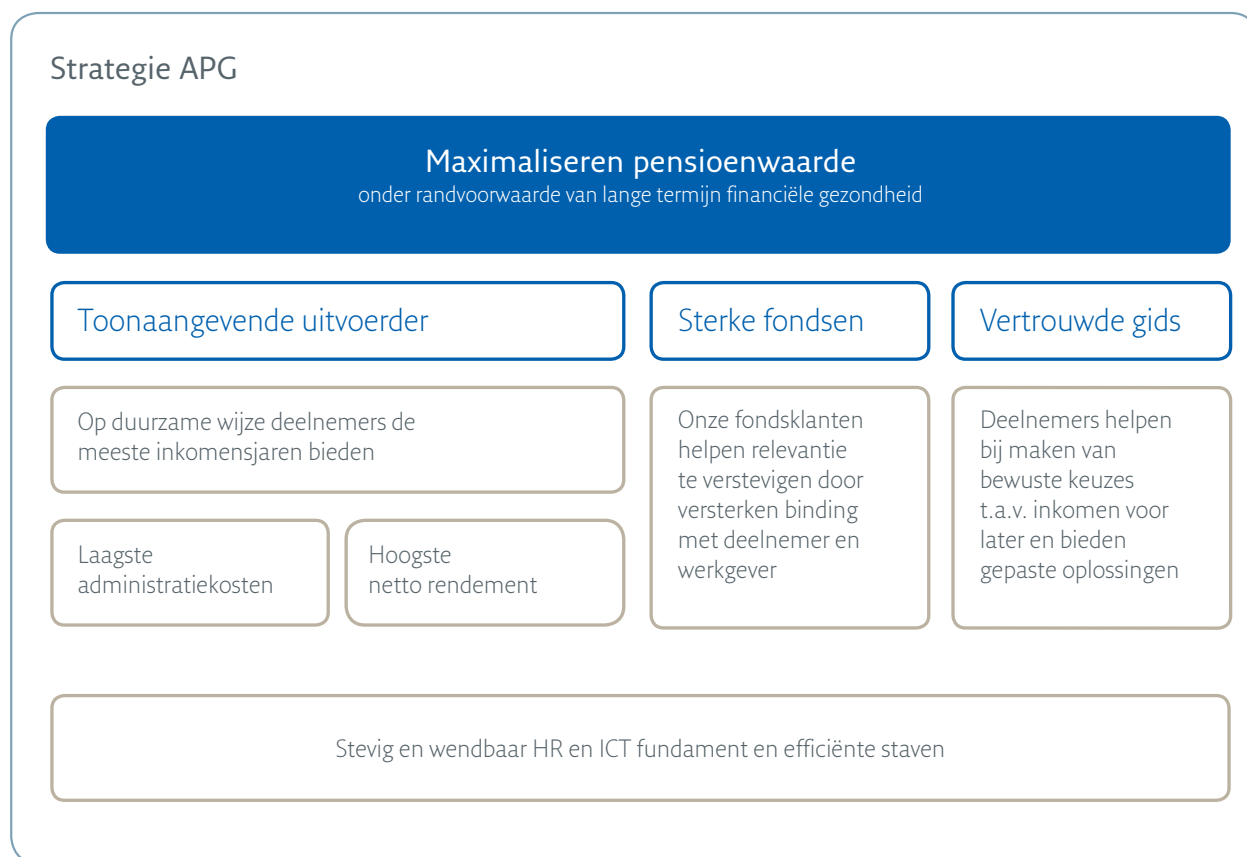 Strategie APG
Maximaliseren pensioenwaarde
onder randvoorwaarde van lange termijn financiële gezondheid
Toonaangevende uitvoerder
Op duurzame wijze deelnemers de
meeste inkomensjaren bieden
Laagste
administratiekosten
Hoogste
netto rendement
Sterke fondsen
Onze fondsklanten
helpen relevantie
te verstevigen door
versterken binding
met deelnemer en
werkgever
Vertrouwde gids
Deelnemers helpen
bij maken van
bewuste keuzes
t.a.v. inkomen voor
later en bieden
gepaste oplossingen
Stevig en wendbaar HR en ICT fundament en efficiënte staven